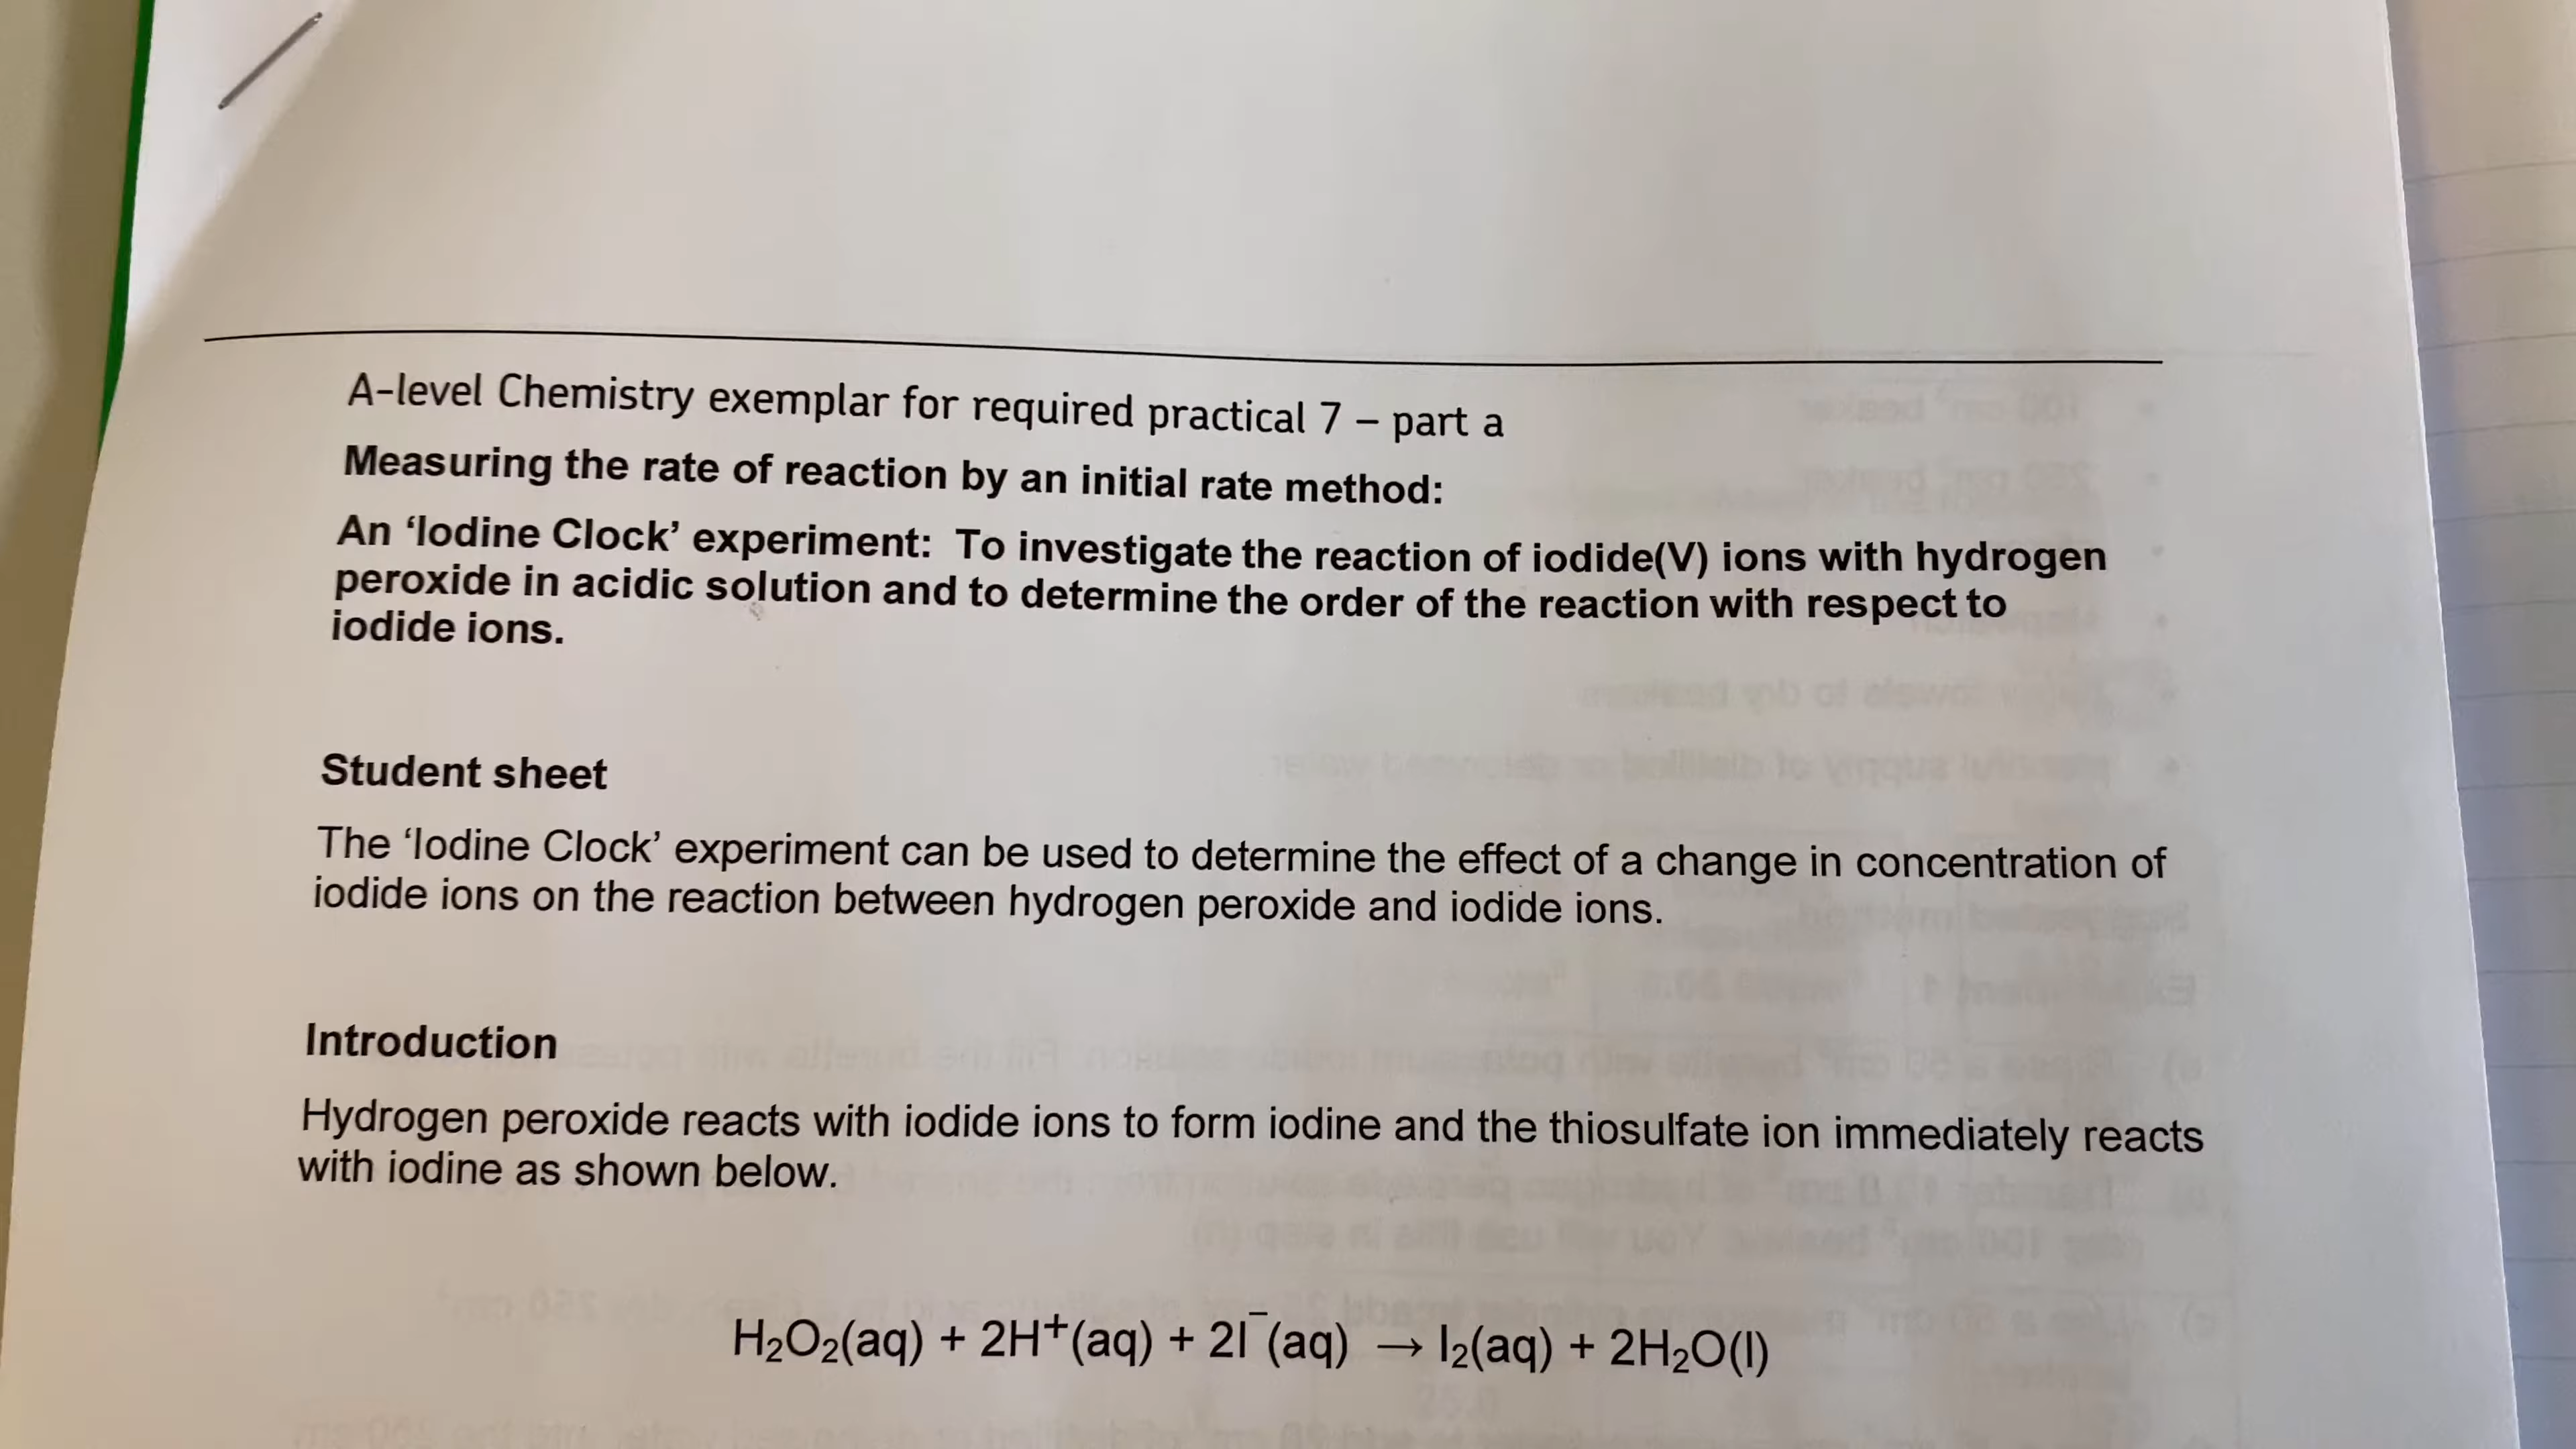 A-level Chemistry exemplar for required practical 7 – part a
Measuring the rate of reaction by an initial rate method:
An ‘Iodine Clock’ experiment:  To investigate the reaction of iodide(V) ions with hydrogen
peroxide in acidic solution and to determine the order of the reaction with respect to
iodide ions.
Student sheet
The ‘Iodine Clock’ experiment can be used to determine the effect of a change in concentration of
iodide ions on the reaction between hydrogen peroxide and iodide ions.
Introduction
Hydrogen peroxide reacts with iodide ions to form iodine and the thiosulfate ion immediately reacts
with iodine as shown below.
H₂O₂(aq) + 2H⁺(aq) + 2I⁻(aq) → I₂(aq) + 2H₂O(l)